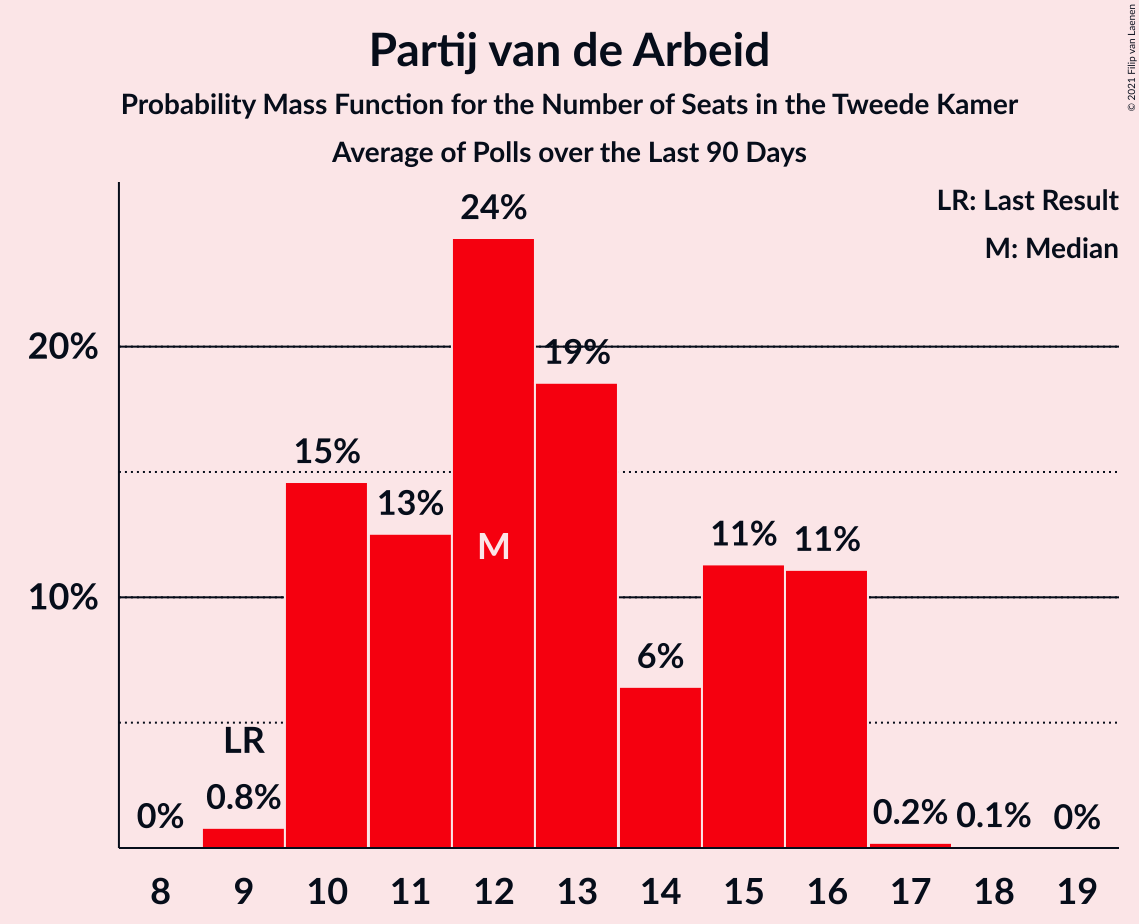 Partij van de Arbeid
Probability Mass Function for the Number of Seats in the Tweede Kamer
Average of Polls over the Last 90 Days
© 2021 Filip van Laenen
LR: Last Result
M: Median
24%
20%
19%
15%
13%
M
11%
11%
10%
6%
LR
0%
0.8%
0.2%
0.1%
0%
8 9 10 11 12 13 14 15 16 17 18 19